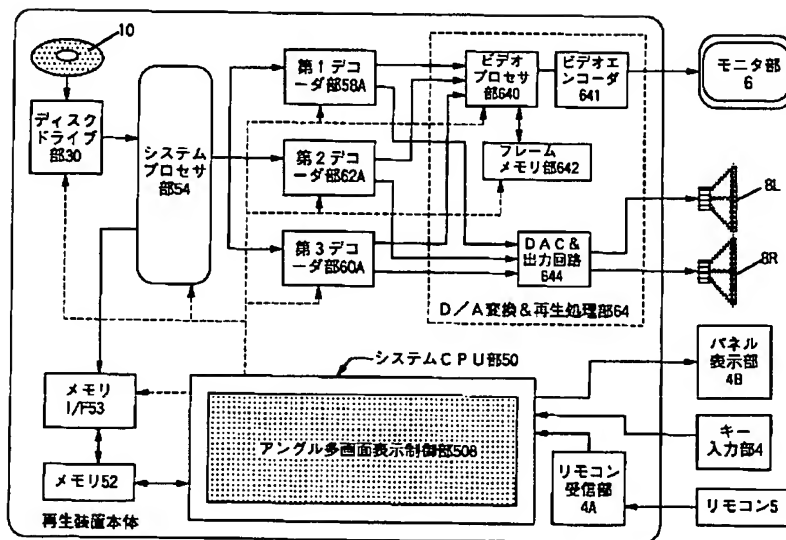 10
ディスク
ドライブ
部30
システム
プロセサ
部54
第1デコ
ーダ部58A
第2デコ
ーダ部62A
第3デコ
ーダ部60A
ビデオ
プロセサ
部640
ビデオエ
ンコーダ
641
フレーム
メモリ部642
DAC&
出力回路
644
D/A変換&再生処理部64
モニタ部
6
8L
8R
システムCPU部50
アングル多画面表示制御部508
メモリ
I/F53
メモリ52
再生装置本体
パネル
表示部
4B
キー
入力部4
リモコン
受信部
4A
リモコン5